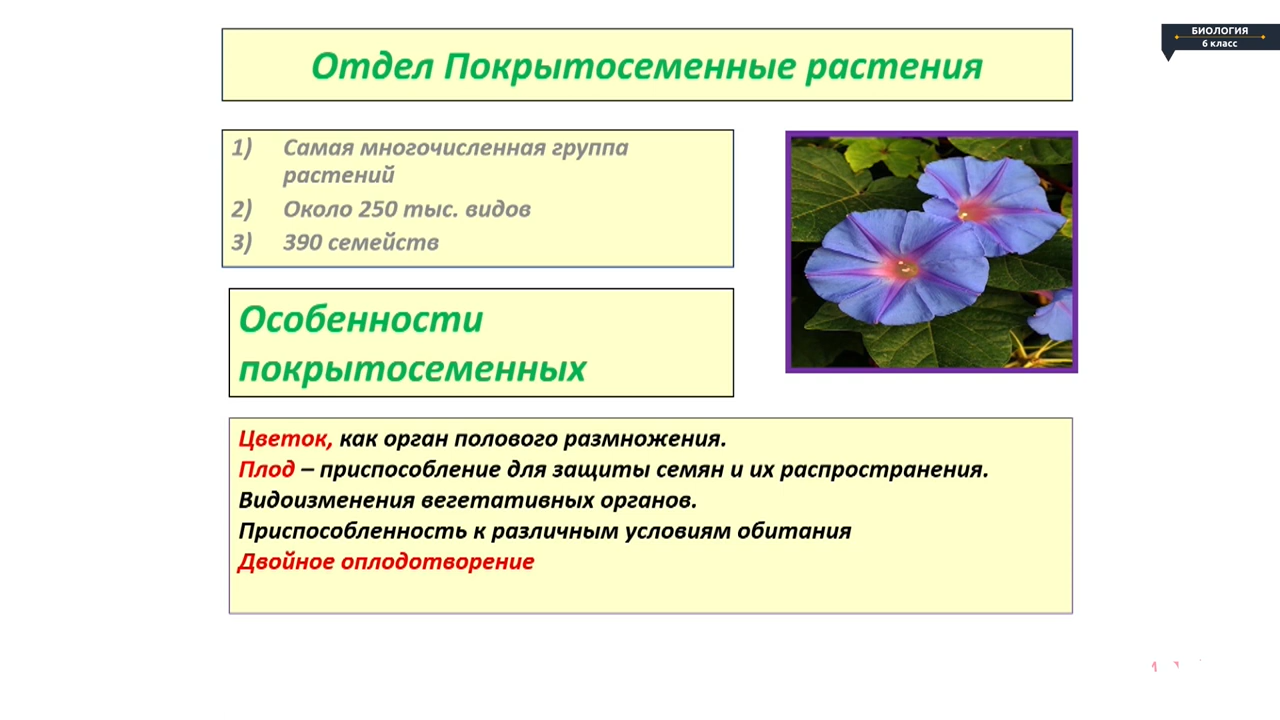 БИОЛОГИЯ
6 класс
Отдел Покрытосеменные растения
1) Самая многочисленная группа
растений
2) Около 250 тыс. видов
3) 390 семейств
Особенности
покрытосеменных
Цветок, как орган полового размножения.
Плод – приспособление для защиты семян и их распространения.
Видоизменения вегетативных органов.
Приспособленность к различным условиям обитания
Двойное оплодотворение